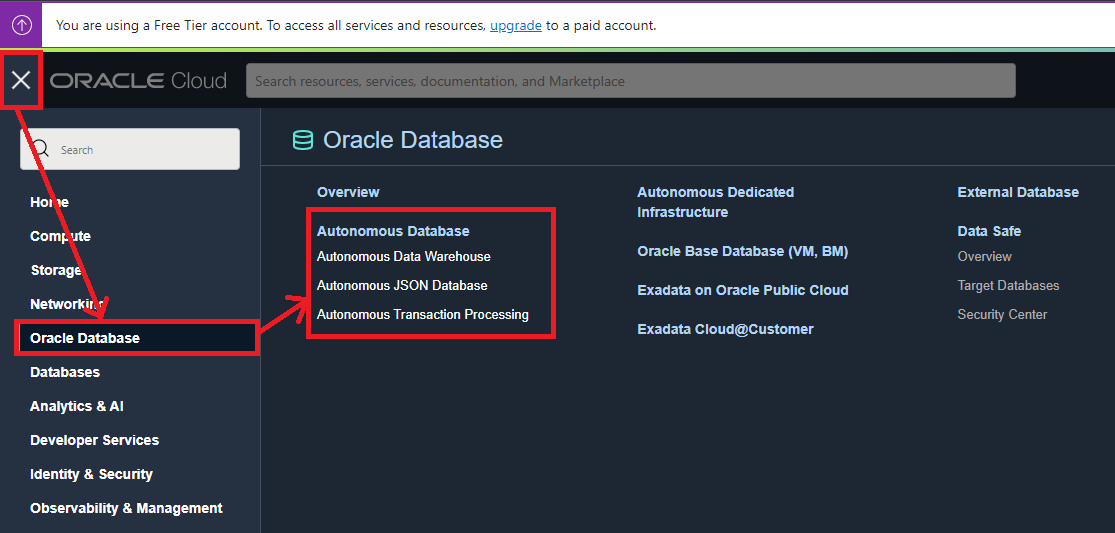 You are using a Free Tier account. To access all services and resources, upgrade to a paid account.
ORACLE Cloud
Search resources, services, documentation, and Marketplace
Search
Home
Compute
Storage
Networking
Oracle Database
Databases
Analytics & AI
Developer Services
Identity & Security
Observability & Management
Oracle Database
Overview
Autonomous Database
Autonomous Data Warehouse
Autonomous JSON Database
Autonomous Transaction Processing
Autonomous Dedicated
Infrastructure
Oracle Base Database (VM, BM)
Exadata on Oracle Public Cloud
Exadata Cloud@Customer
External Database
Data Safe
Overview
Target Databases
Security Center